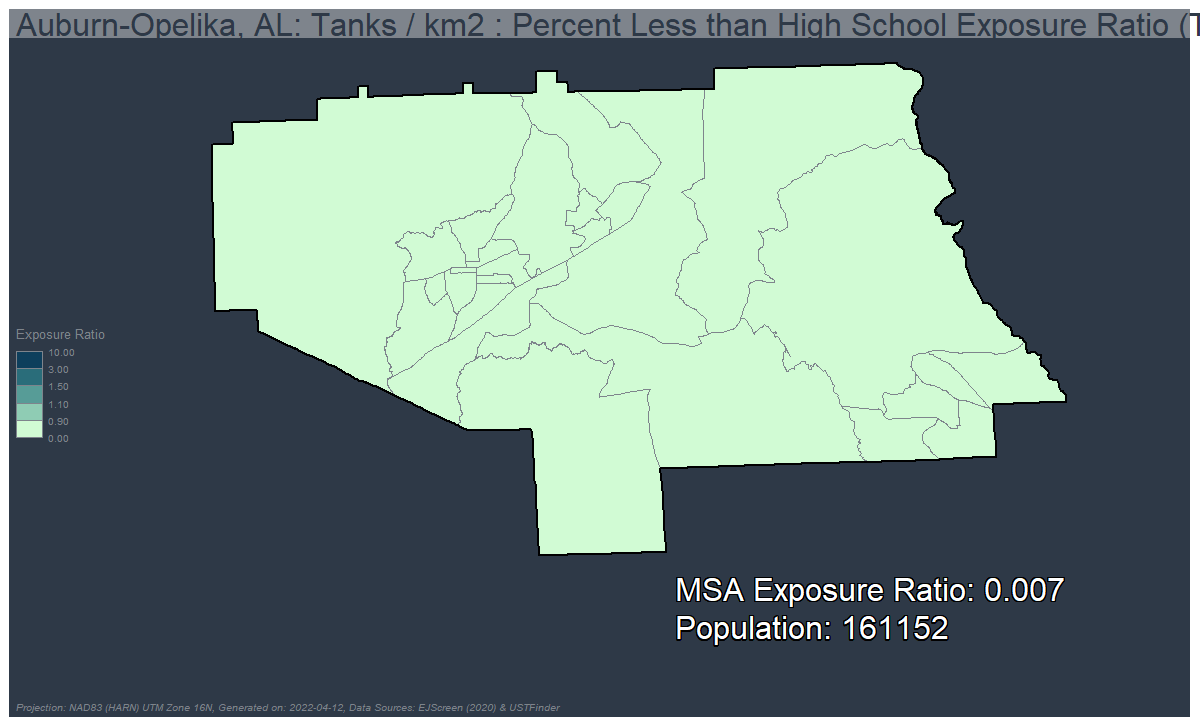 Auburn-Opelika, AL: Tanks / km2 : Percent Less than High School Exposure Ratio (T
Exposure Ratio
10.00
3.00
1.50
1.10
0.90
0.00
MSA Exposure Ratio: 0.007
Population: 161152
Projection: NAD83 (HARN) UTM Zone 16N, Generated on: 2022-04-12, Data Sources: EJScreen (2020) & USTFinder